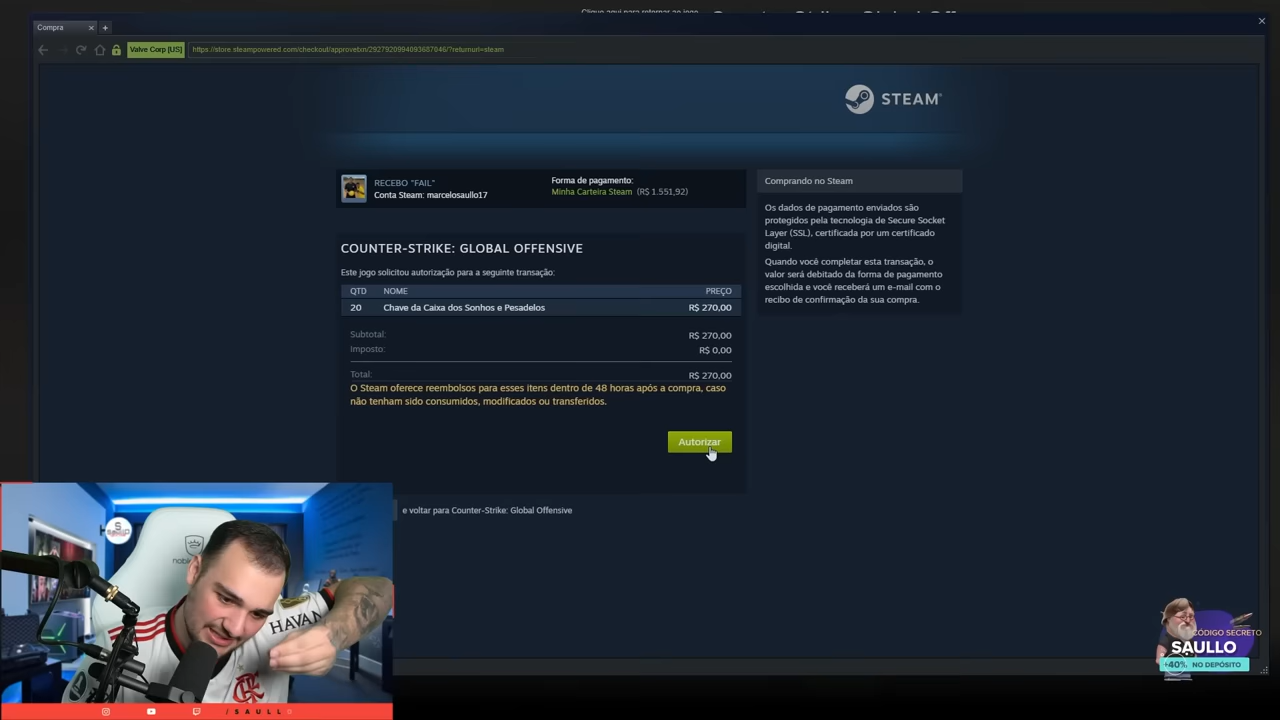 Compra
Valve Corp [US]
https://store.steampowered.com/checkout/approvetxn/2927920994093687046/?returnurl=steam
STEAM
RECEBO "FAIL"
Conta Steam: marcelosaullo17
Forma de pagamento:
Minha Carteira Steam (R$ 1.551,92)
Comprando no Steam
Os dados de pagamento enviados são
protegidos pela tecnologia de Secure Socket
Layer (SSL), certificada por um certificado
digital.
Quando você completar esta transação, o
valor será debitado da forma de pagamento
escolhida e você receberá um e-mail com o
recibo de confirmação da sua compra.
COUNTER-STRIKE: GLOBAL OFFENSIVE
Este jogo solicitou autorização para a seguinte transação:
QTD NOME PREÇO
20 Chave da Caixa dos Sonhos e Pesadelos R$ 270,00
Subtotal: R$ 270,00
Imposto: R$ 0,00
Total: R$ 270,00
O Steam oferece reembolsos para esses itens dentro de 48 horas após a compra, caso
não tenham sido consumidos, modificados ou transferidos.
Autorizar
e voltar para Counter-Strike: Global Offensive
HAVAN
CÓDIGO SECRETO
SAULLO
+40% NO DEPÓSITO
/SAULLO